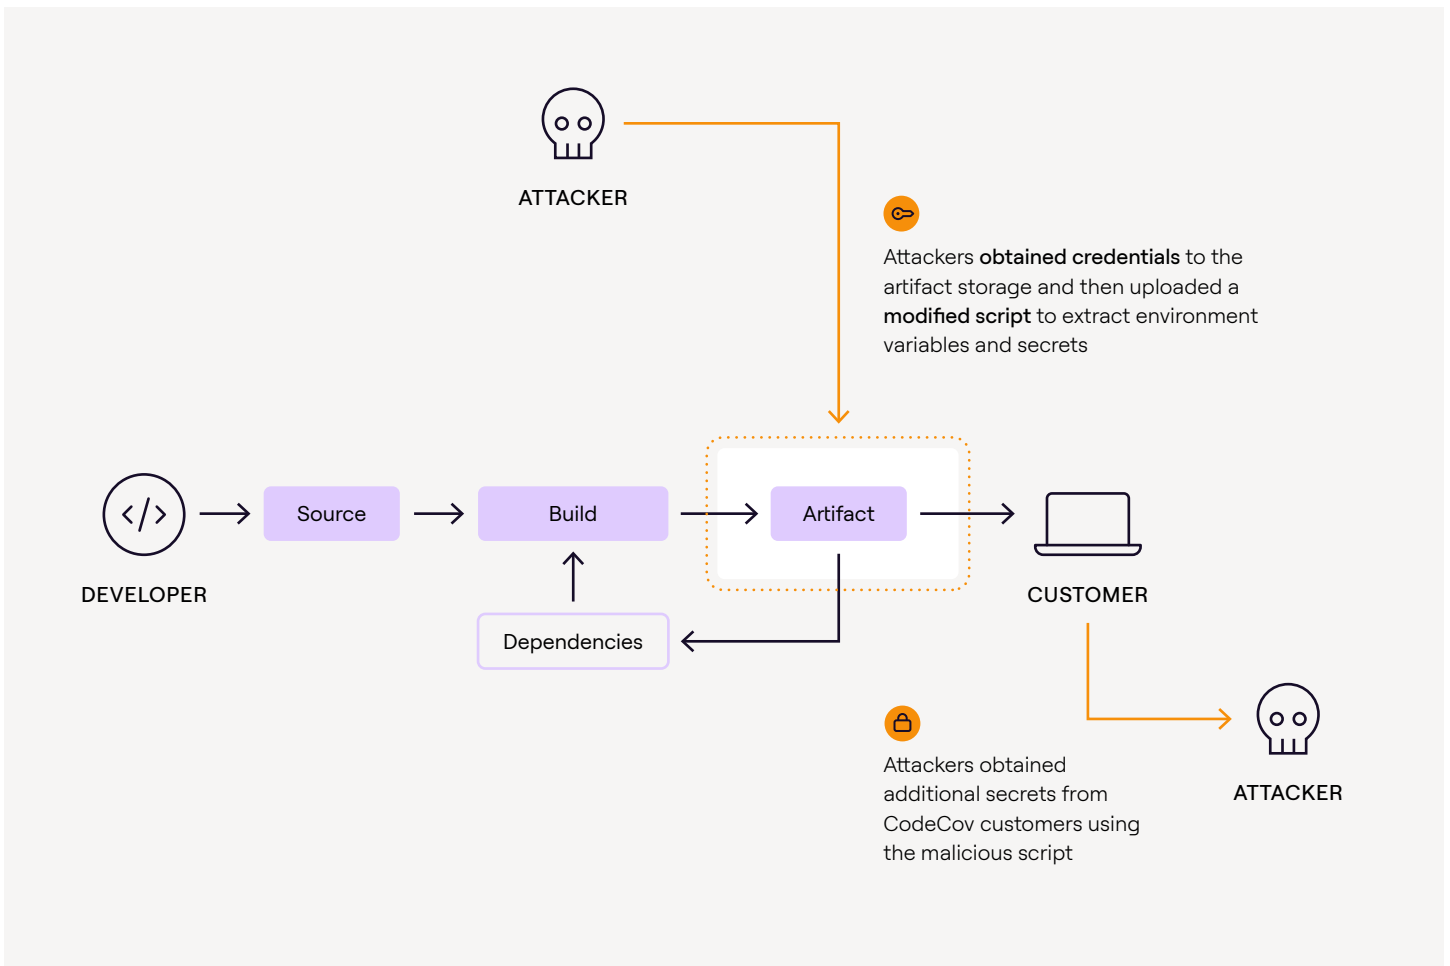 ATTACKER
Attackers obtained credentials to the
artifact storage and then uploaded a
modified script to extract environment
variables and secrets
Source
Build
Artifact
DEVELOPER
CUSTOMER
Dependencies
Attackers obtained
additional secrets from
CodeCov customers using
the malicious script
ATTACKER